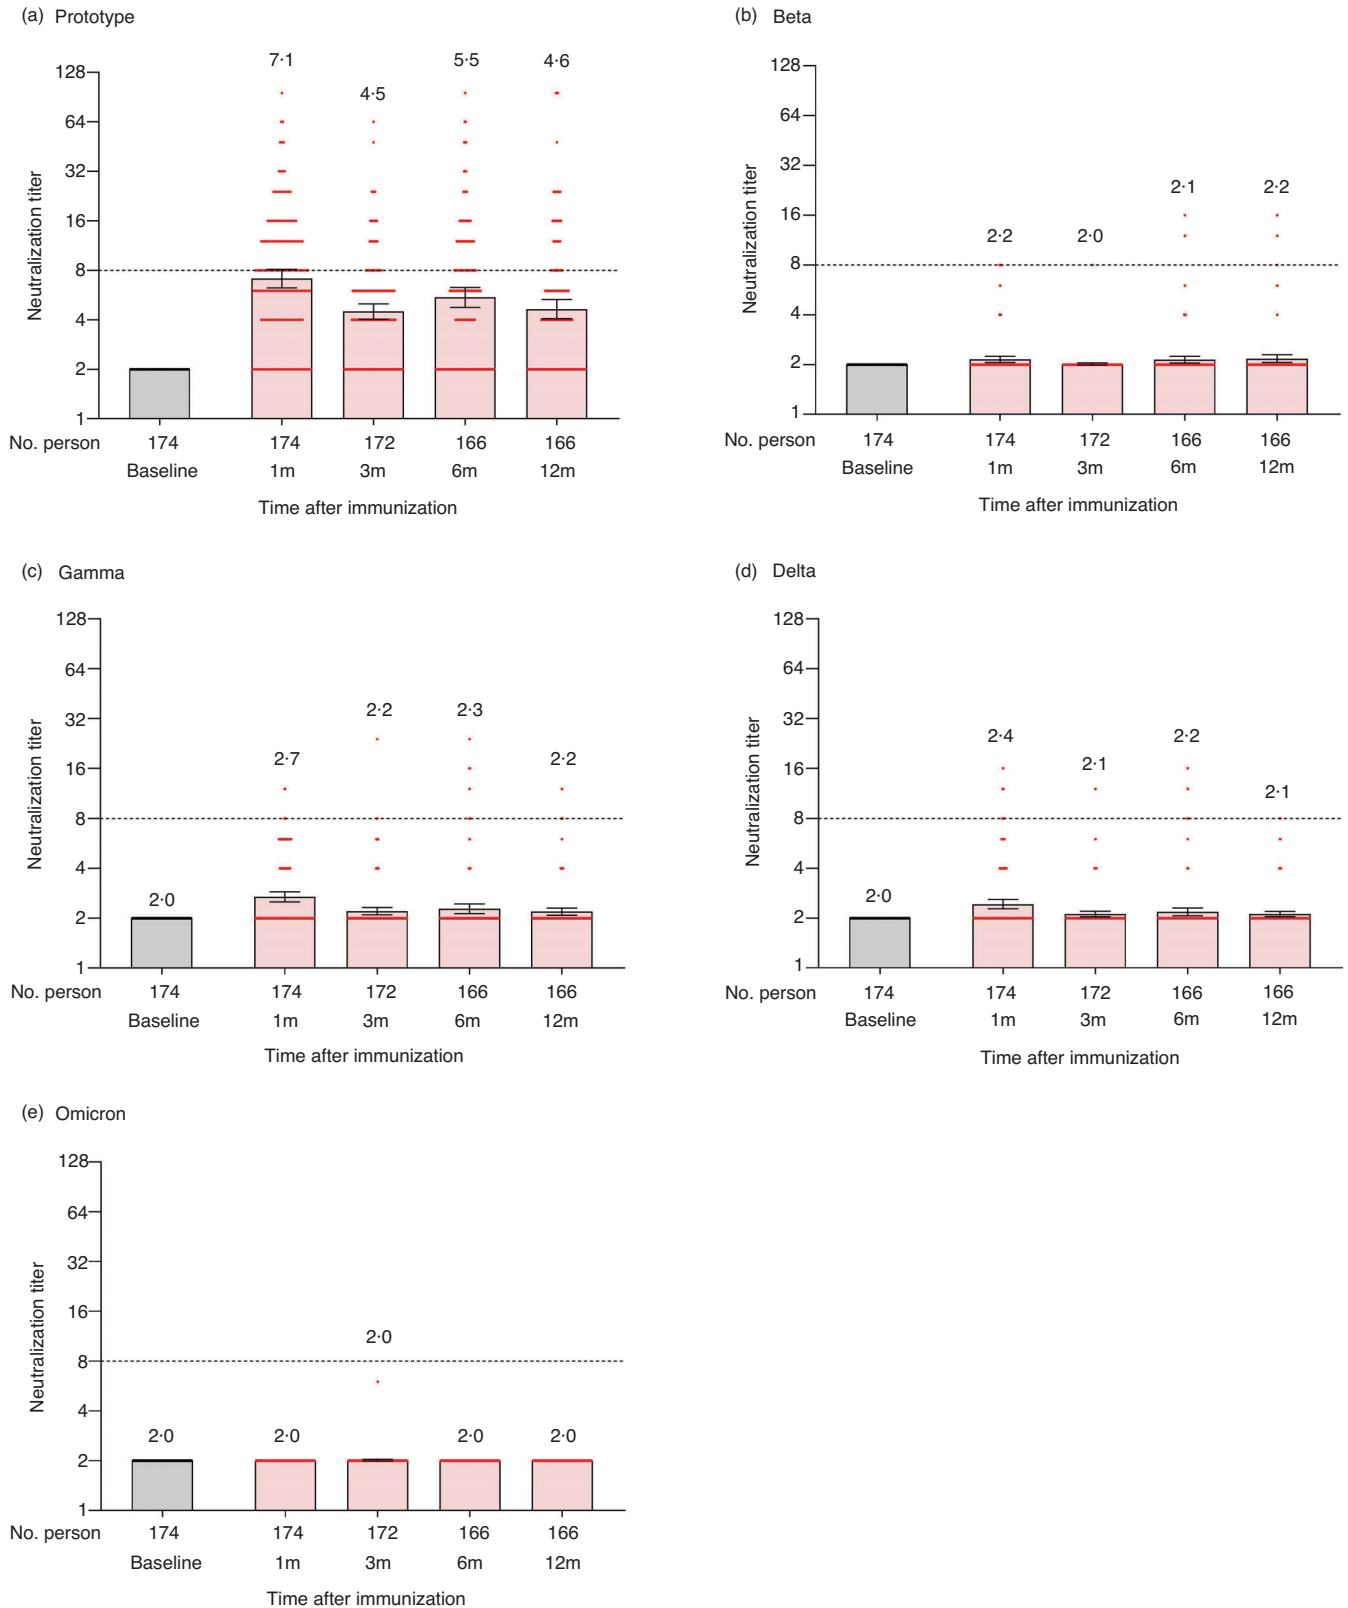 (a) Prototype
7·1
4·5
5·5
4·6
128
64
32
16
8
4
2
1
Neutralization titer
No. person 174 174 172 166 166
Baseline 1m 3m 6m 12m
Time after immunization
(b) Beta
2·2
2·0
2·1
2·2
128
64
32
16
8
4
2
1
Neutralization titer
No. person 174 174 172 166 166
Baseline 1m 3m 6m 12m
Time after immunization
(c) Gamma
2·0
2·7
2·2
2·3
2·2
128
64
32
16
8
4
2
1
Neutralization titer
No. person 174 174 172 166 166
Baseline 1m 3m 6m 12m
Time after immunization
(d) Delta
2·0
2·4
2·1
2·2
2·1
128
64
32
16
8
4
2
1
Neutralization titer
No. person 174 174 172 166 166
Baseline 1m 3m 6m 12m
Time after immunization
(e) Omicron
2·0
2·0
2·0
2·0
2·0
128
64
32
16
8
4
2
1
Neutralization titer
No. person 174 174 172 166 166
Baseline 1m 3m 6m 12m
Time after immunization